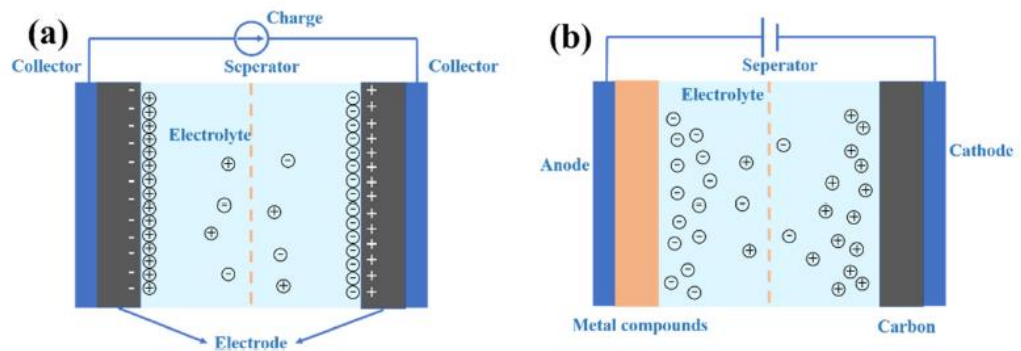 (a)
Charge
Collector
Seperator
Collector
Electrolyte
Electrode
(b)
Seperator
Electrolyte
Anode
Cathode
Metal compounds
Carbon